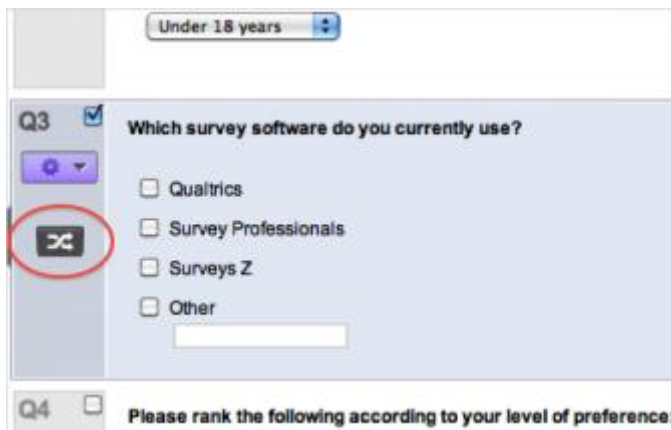 Under 18 years
Q3
Which survey software do you currently use?
Qualtrics
Survey Professionals
Surveys Z
Other
Q4
Please rank the following according to your level of preference